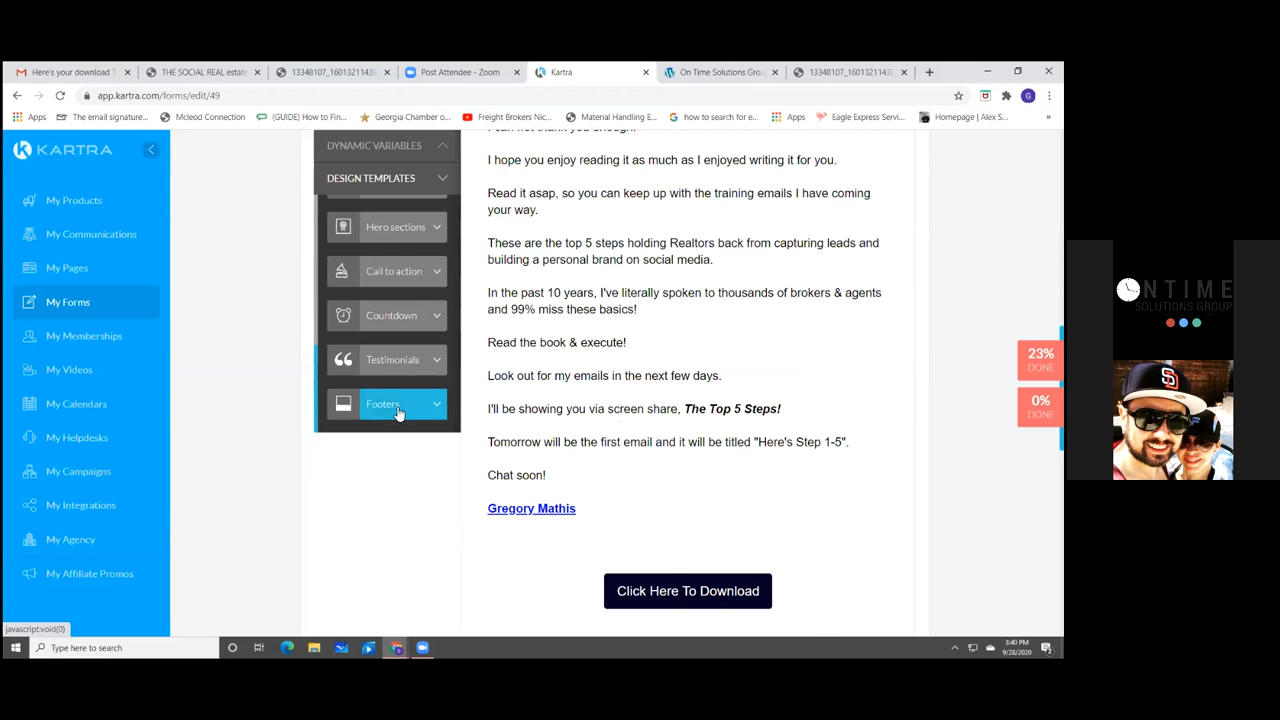 Here's your download T
THE SOCIAL REAL estate
13348107_16013211438
Post Attendee - Zoom
Kartra
On Time Solutions Grou
13348107_16013211438
app.kartra.com/forms/edit/49
Apps
The email signature...
Mcleod Connection
(GUIDE) How to Fin...
Georgia Chamber o...
Freight Brokers Nic...
Material Handling E...
how to search for e...
Apps
Eagle Express Servi...
Homepage | Alex S...
»
G
KARTRA
My Products
My Communications
My Pages
My Forms
My Memberships
My Videos
My Calendars
My Helpdesks
My Campaigns
My Integrations
My Agency
My Affiliate Promos
javascript:void(0)
DYNAMIC VARIABLES
DESIGN TEMPLATES
Hero sections
Call to action
Countdown
Testimonials
Footers
I can not thank you enough!
I hope you enjoy reading it as much as I enjoyed writing it for you.
Read it asap, so you can keep up with the training emails I have coming
your way.
These are the top 5 steps holding Realtors back from capturing leads and
building a personal brand on social media.
In the past 10 years, I've literally spoken to thousands of brokers & agents
and 99% miss these basics!
Read the book & execute!
Look out for my emails in the next few days.
I'll be showing you via screen share, The Top 5 Steps!
Tomorrow will be the first email and it will be titled "Here's Step 1-5".
Chat soon!
Gregory Mathis
Click Here To Download
23%
DONE
0%
DONE
NTIME
SOLUTIONS GROUP
Type here to search
3:40 PM
9/28/2020
2